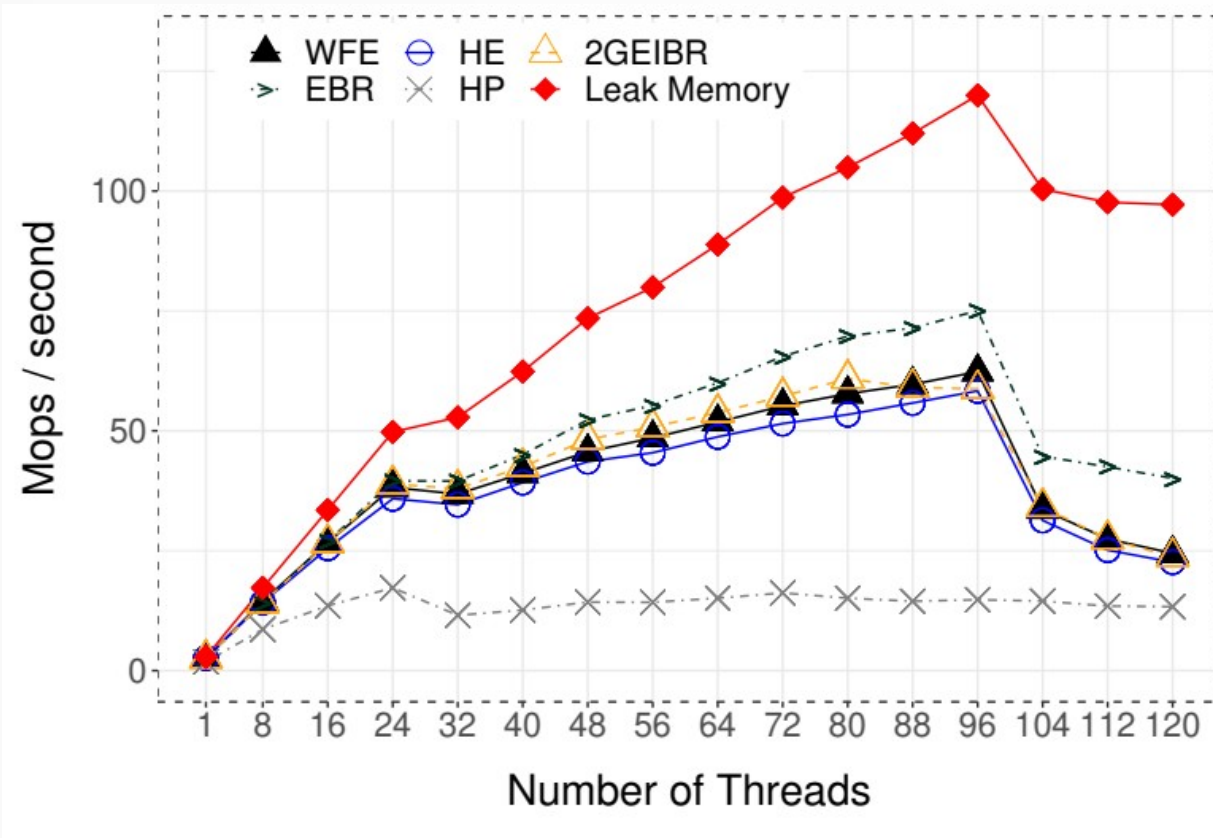 WFE HE 2GEIBR
EBR HP Leak Memory
Mops / second
100
50
0
1 8 16 24 32 40 48 56 64 72 80 88 96 104 112 120
Number of Threads